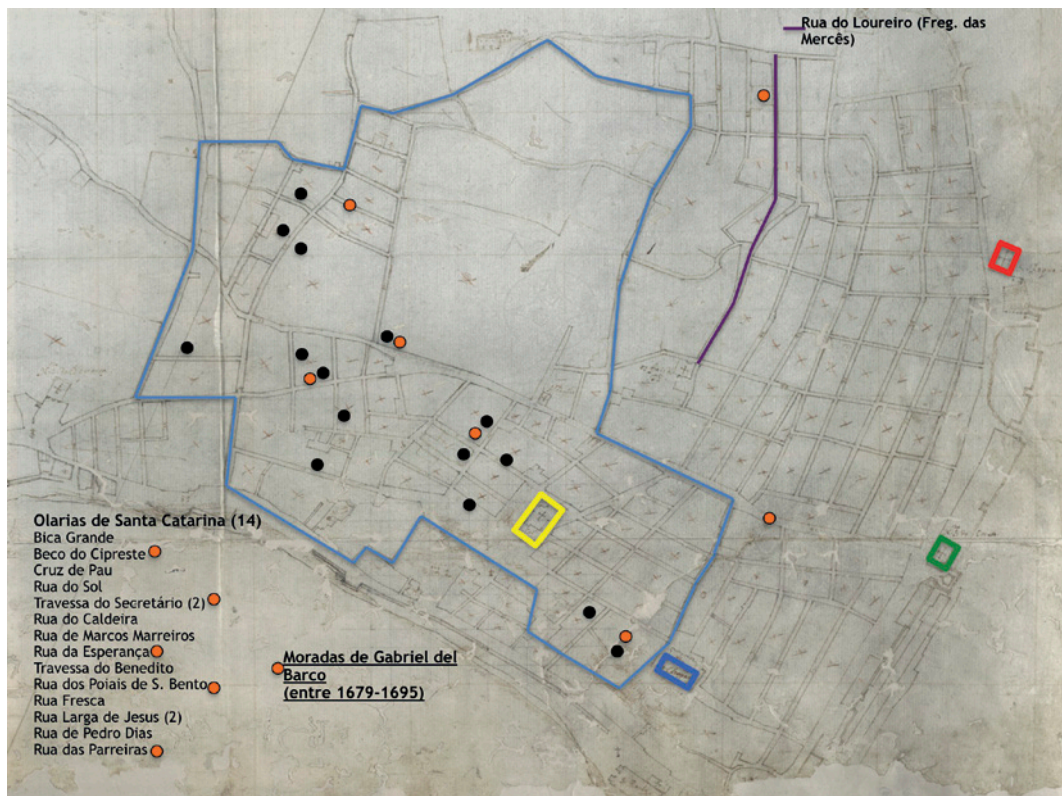 Rua do Loureiro (Freg. das
Mercês)
Olarias de Santa Catarina (14)
Bica Grande
Beco do Cipreste
Cruz de Pau
Rua do Sol
Travessa do Secretário (2)
Rua do Caldeira
Rua de Marcos Marreiros
Rua da Esperança
Travessa do Benedito
Rua dos Poiais de S. Bento
Rua Fresca
Rua Larga de Jesus (2)
Rua de Pedro Dias
Rua das Parreiras
Moradas de Gabriel del
Barco
(entre 1679-1695)